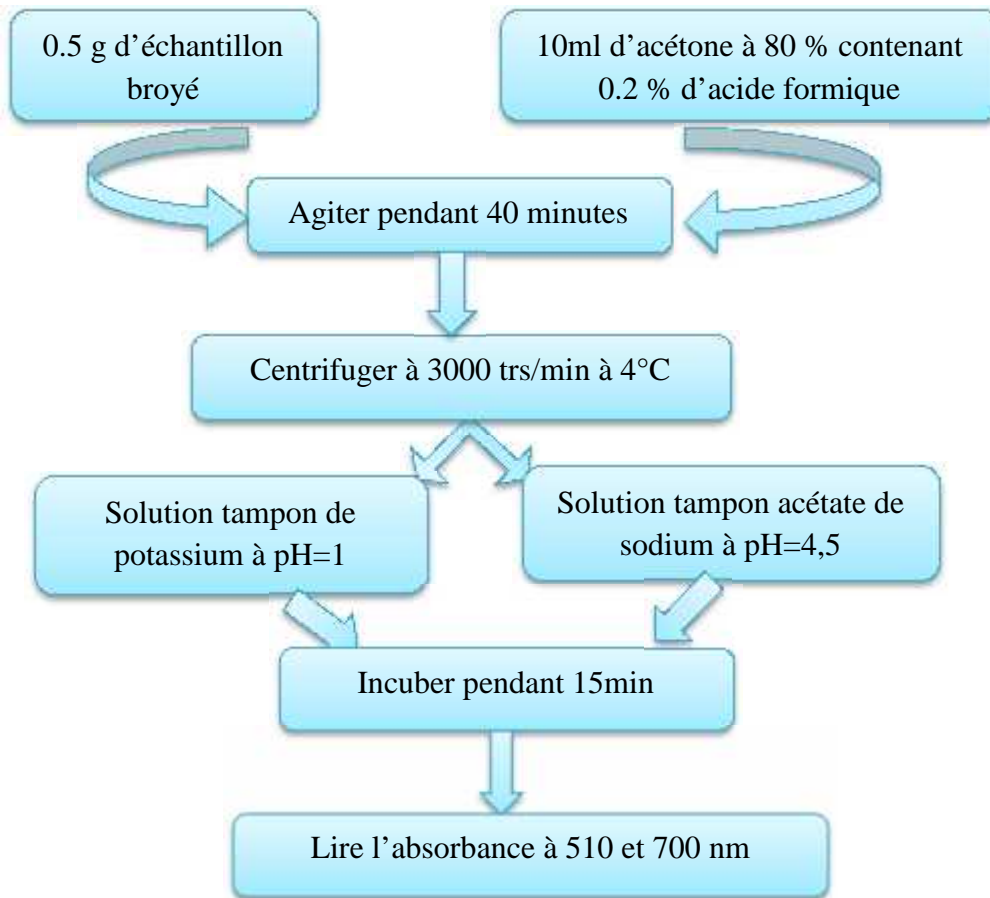 0.5 g d’échantillon
broyé
10ml d’acétone à 80 % contenant
0.2 % d’acide formique
Agiter pendant 40 minutes
Centrifuger à 3000 trs/min à 4°C
Solution tampon de
potassium à pH=1
Solution tampon acétate de
sodium à pH=4,5
Incuber pendant 15min
Lire l’absorbance à 510 et 700 nm